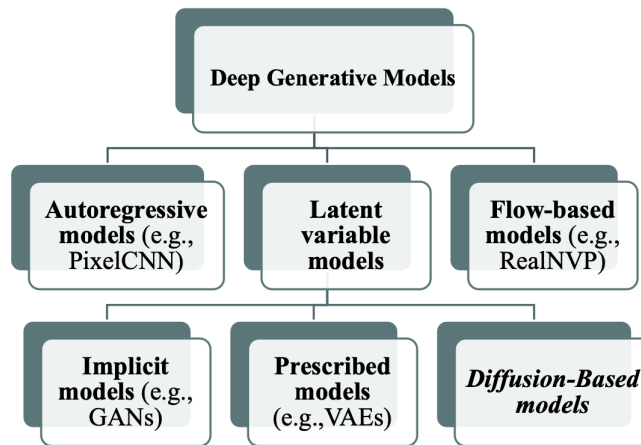 Deep Generative Models
Autoregressive
models (e.g.,
PixelCNN)
Latent
variable
models
Flow-based
models (e.g.,
RealNVP)
Implicit
models (e.g.,
GANs)
Prescribed
models
(e.g.,VAEs)
Diffusion-Based
models